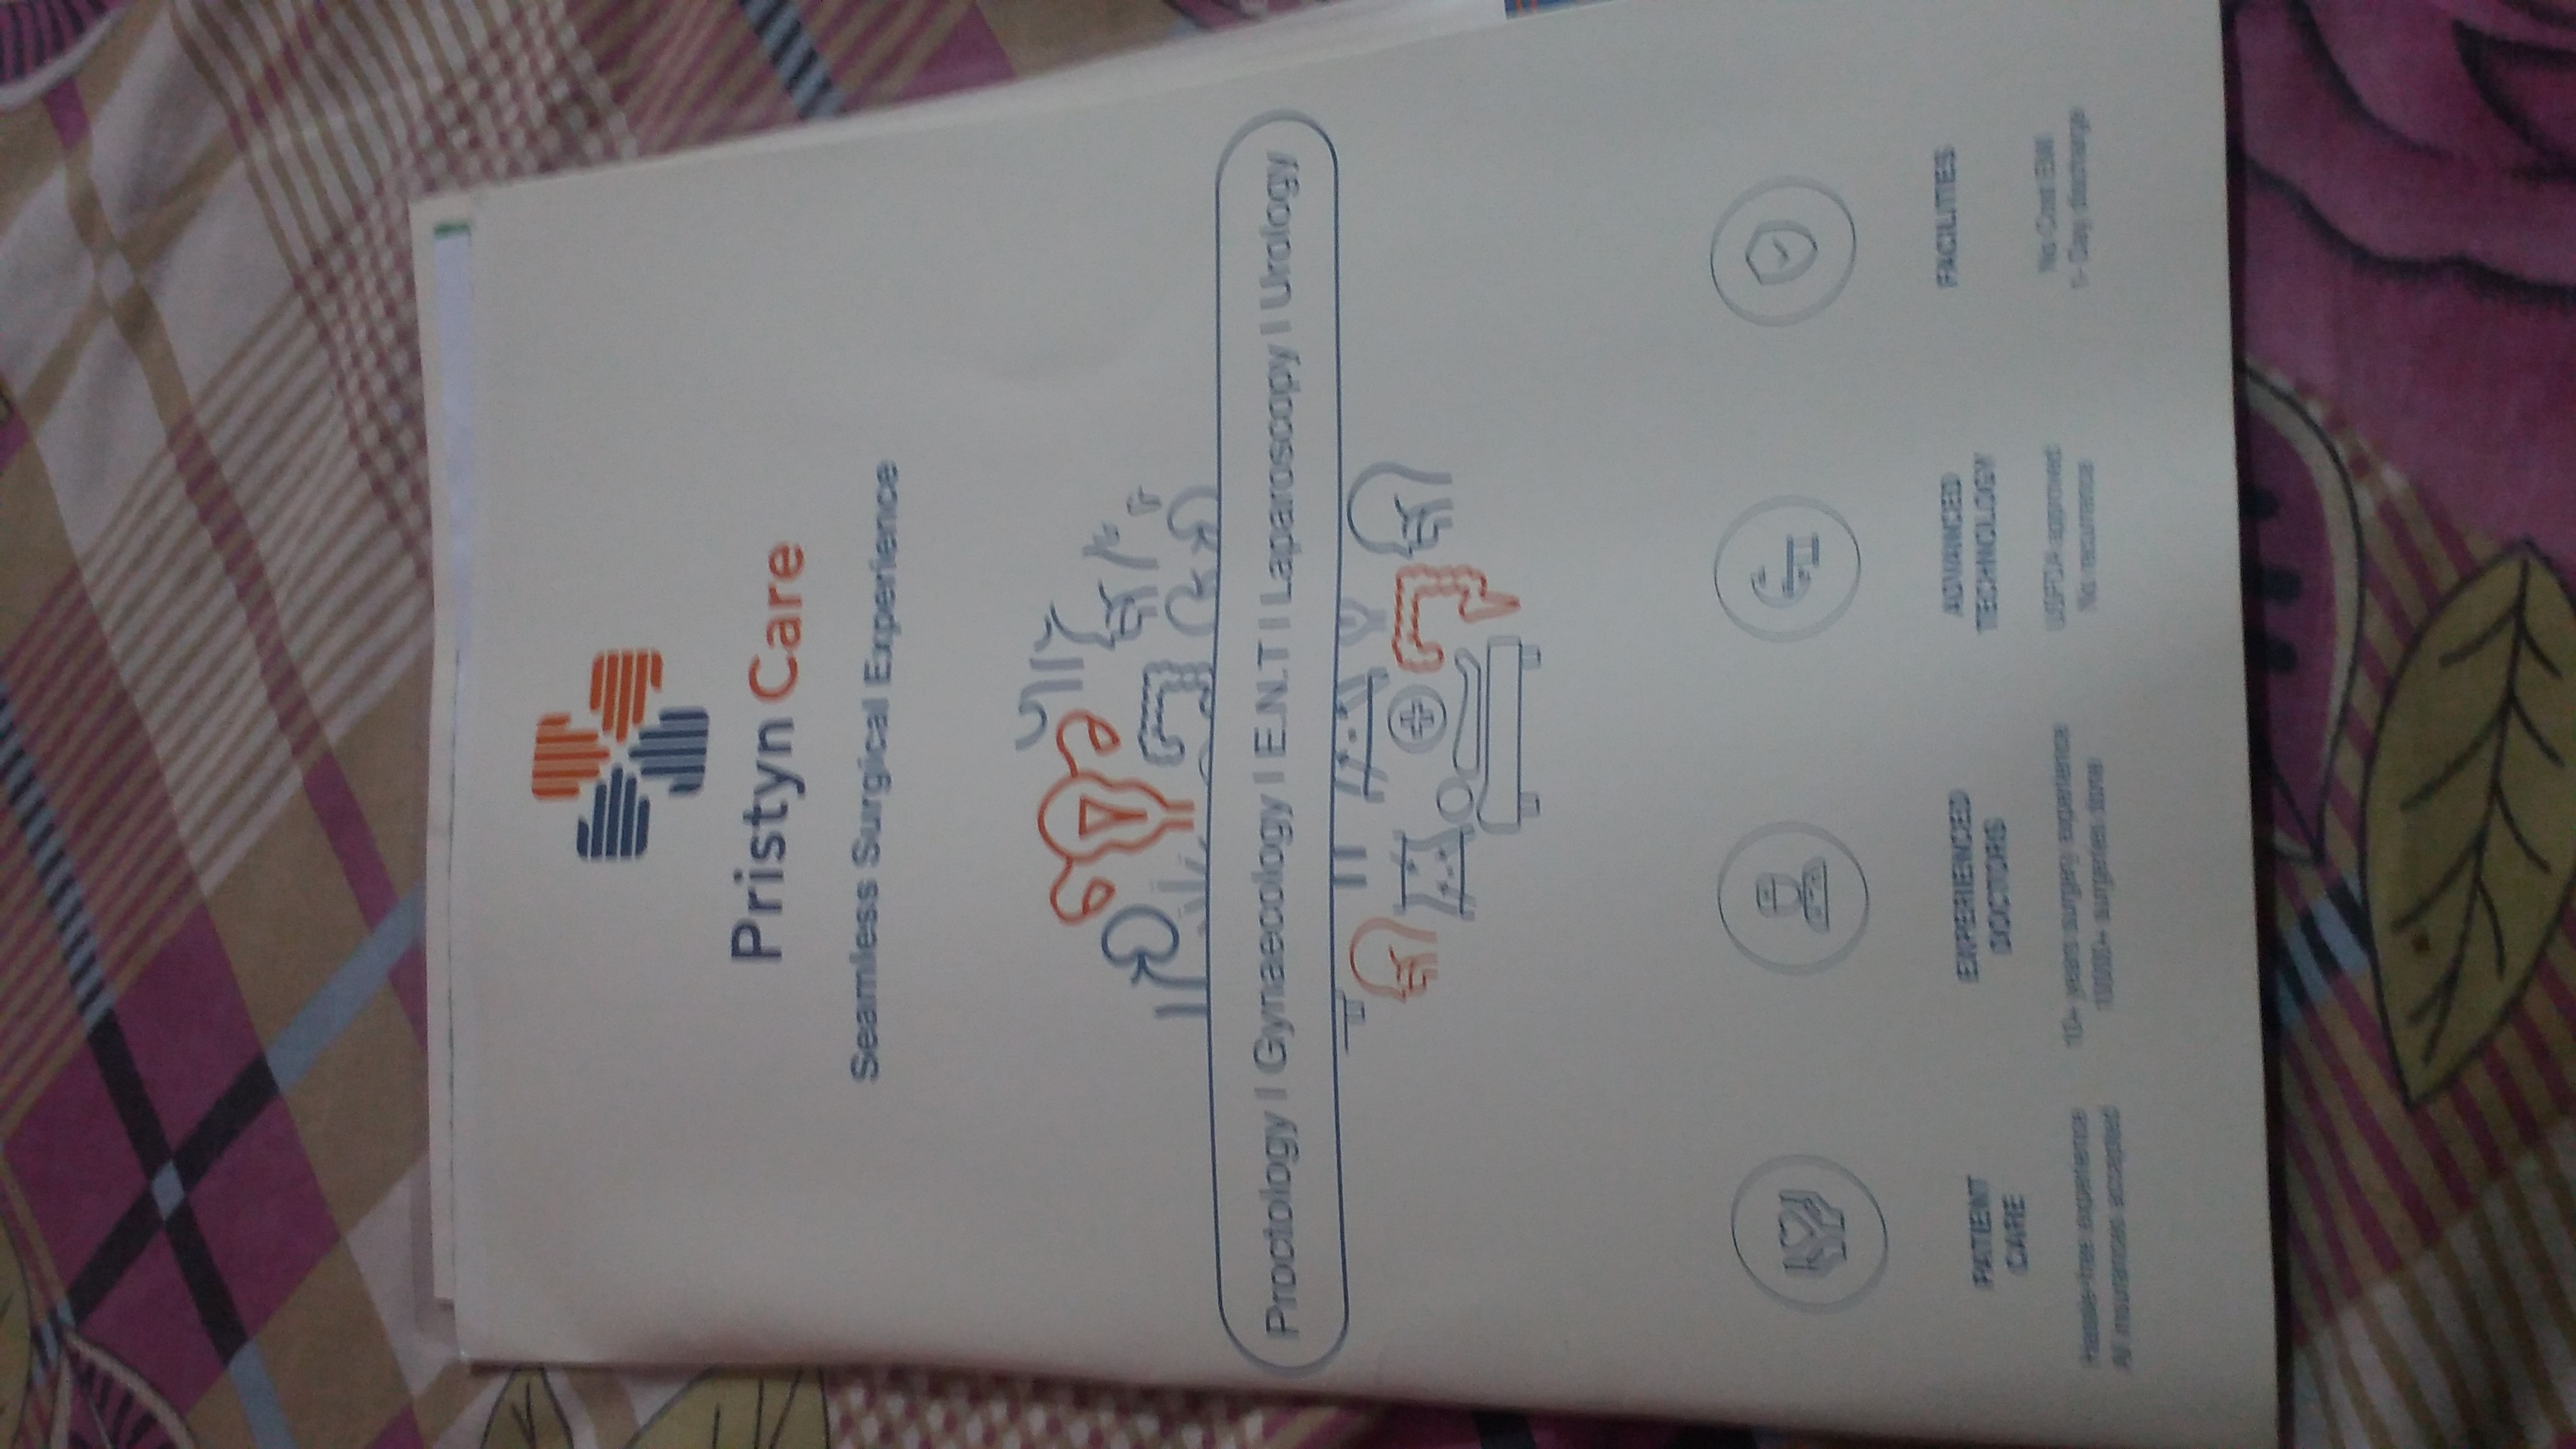 Pristyn Care
Seamless Surgical Experience
Proctology | Gynaecology | E.N.T | Laparoscopy | Urology
PATIENT
CARE
Hassle-free experience
All insurances accepted
EXPERIENCED
DOCTORS
10+ years surgery experience
10000+ surgeries done
ADVANCED
TECHNOLOGY
USFDA approved
No recurrence
FACILITIES
No Cost EMI
1- Day discharge